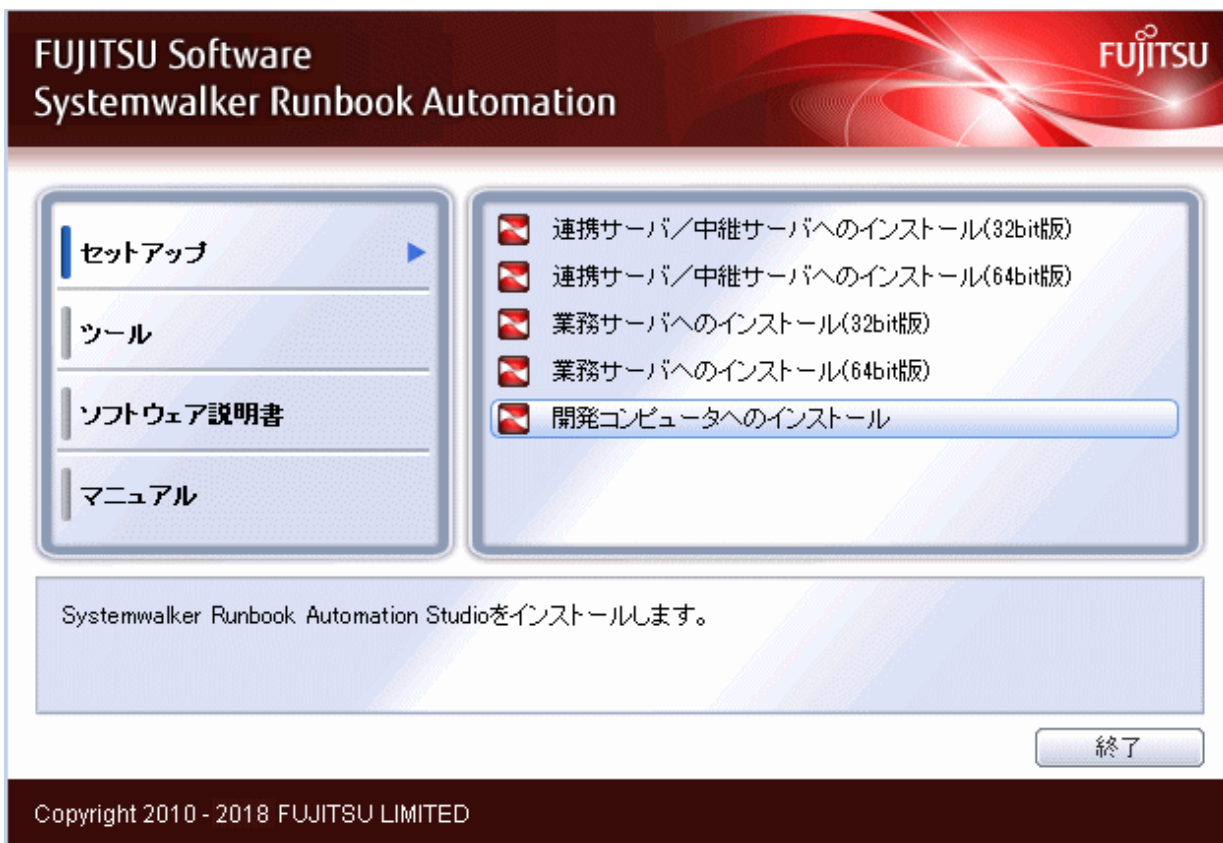 FUJITSU Software
Systemwalker Runbook Automation
FUJITSU
セットアップ
ツール
ソフトウェア説明書
マニュアル
連携サーバ／中継サーバへのインストール(32bit版)
連携サーバ／中継サーバへのインストール(64bit版)
業務サーバへのインストール(32bit版)
業務サーバへのインストール(64bit版)
開発コンピュータへのインストール
Systemwalker Runbook Automation Studioをインストールします。
終了
Copyright 2010 - 2018 FUJITSU LIMITED